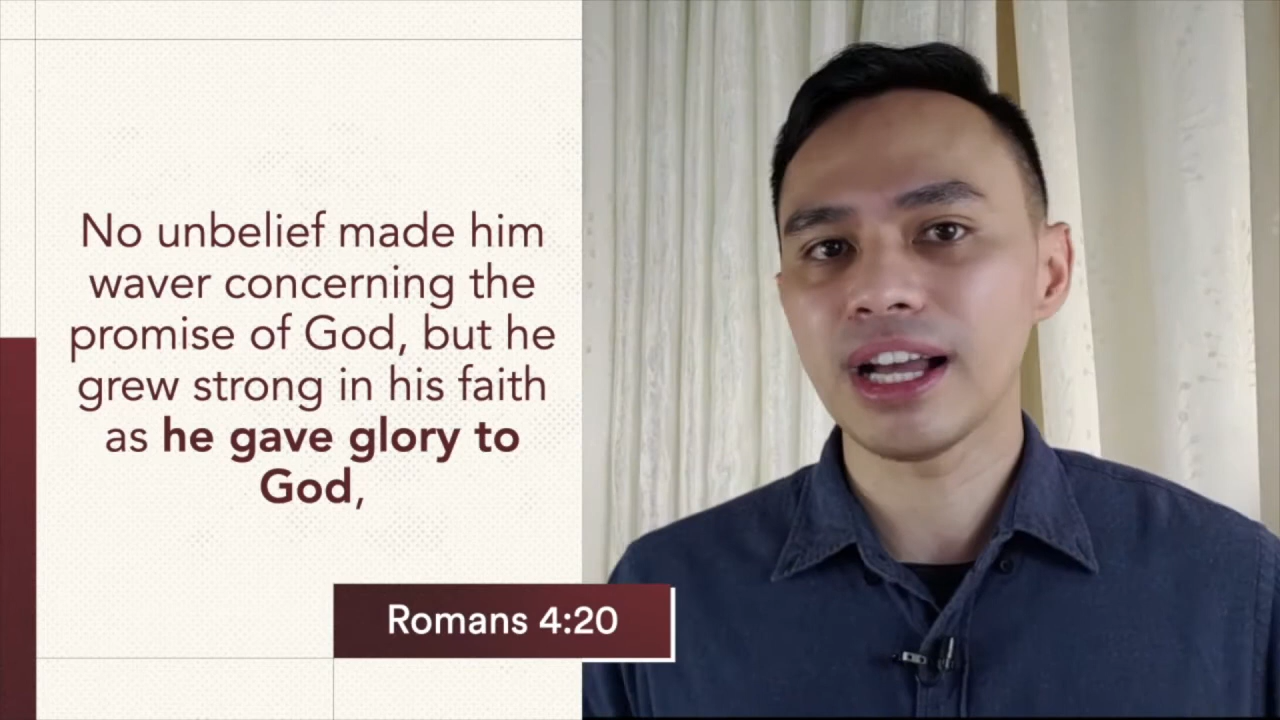 No unbelief made him
waver concerning the
promise of God, but he
grew strong in his faith
as he gave glory to
God,
Romans 4:20